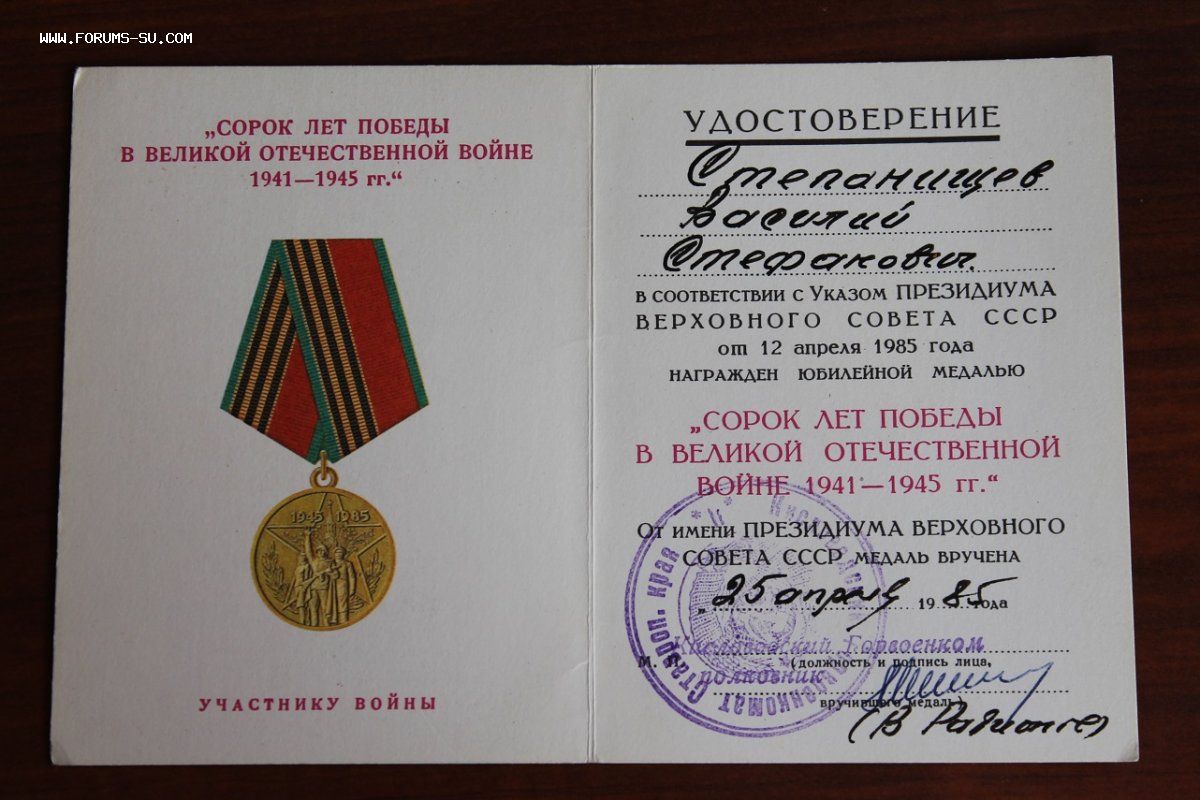 WWW.FORUMS-SU.COM
„СОРОК ЛЕТ ПОБЕДЫ
В ВЕЛИКОЙ ОТЕЧЕСТВЕННОЙ ВОЙНЕ
1941—1945 гг.“
1945 1985
УЧАСТНИКУ ВОЙНЫ
УДОСТОВЕРЕНИЕ
Степанищев
Василий
Стефанович
В СООТВЕТСТВИИ С УКАЗОМ ПРЕЗИДИУМА
ВЕРХОВНОГО СОВЕТА СССР
от 12 апреля 1985 года
НАГРАЖДЕН ЮБИЛЕЙНОЙ МЕДАЛЬЮ
„СОРОК ЛЕТ ПОБЕДЫ
В ВЕЛИКОЙ ОТЕЧЕСТВЕННОЙ
ВОЙНЕ 1941—1945 гг.“
ОТ ИМЕНИ ПРЕЗИДИУМА ВЕРХОВНОГО
СОВЕТА СССР МЕДАЛЬ ВРУЧЕНА
„25 апреля 1985 года
Кисловодский Горвоенком
М. П. (должность и подпись лица,
полковник
вручившего медаль)
Ставроп. края